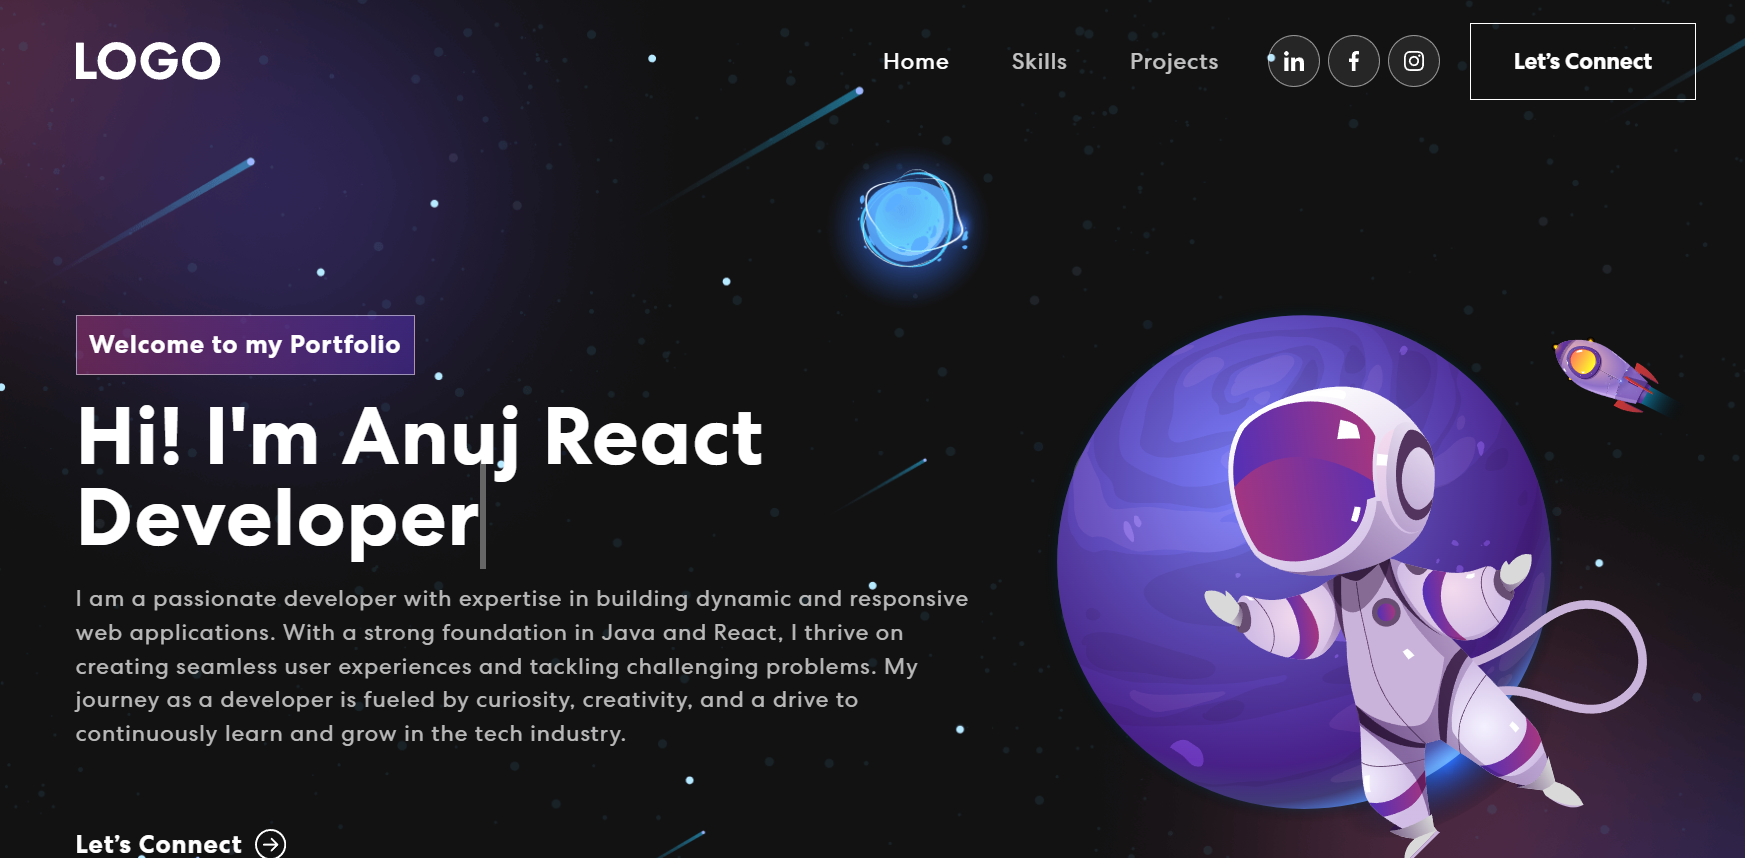 LOGO
Home Skills Projects Let’s Connect
Welcome to my Portfolio
Hi! I'm Anuj React
Developer
I am a passionate developer with expertise in building dynamic and responsive
web applications. With a strong foundation in Java and React, I thrive on
creating seamless user experiences and tackling challenging problems. My
journey as a developer is fueled by curiosity, creativity, and a drive to
continuously learn and grow in the tech industry.
Let’s Connect